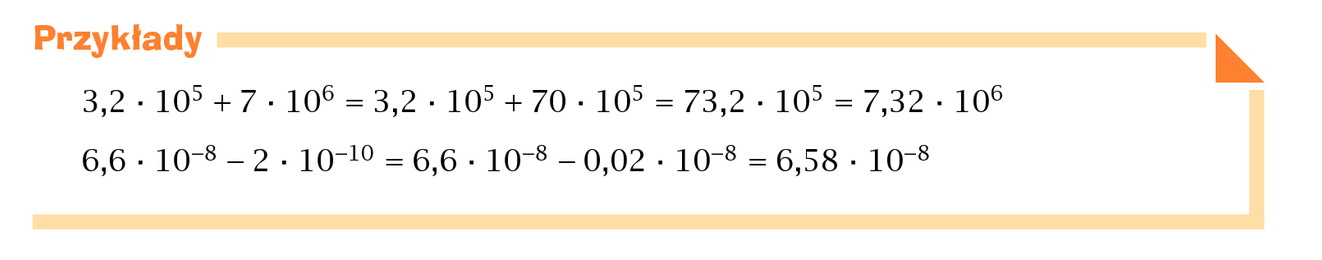 Przykłady
3,2 · 10⁵ + 7 · 10⁶ = 3,2 · 10⁵ + 70 · 10⁵ = 73,2 · 10⁵ = 7,32 · 10⁶
6,6 · 10⁻⁸ – 2 · 10⁻¹⁰ = 6,6 · 10⁻⁸ – 0,02 · 10⁻⁸ = 6,58 · 10⁻⁸